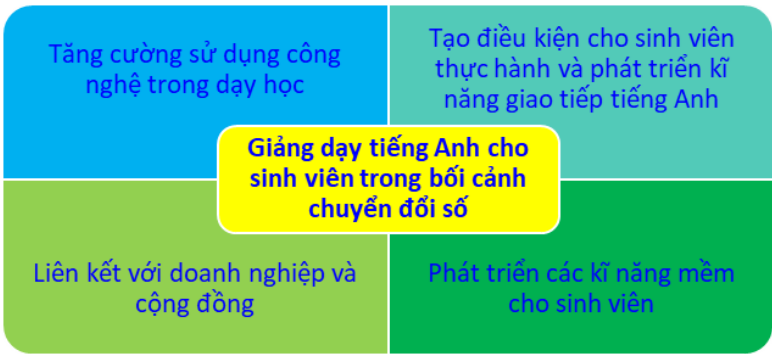 Tăng cường sử dụng công
nghệ trong dạy học
Tạo điều kiện cho sinh viên
thực hành và phát triển kĩ
năng giao tiếp tiếng Anh
Giảng dạy tiếng Anh cho
sinh viên trong bối cảnh
chuyển đổi số
Liên kết với doanh nghiệp và
cộng đồng
Phát triển các kĩ năng mềm
cho sinh viên